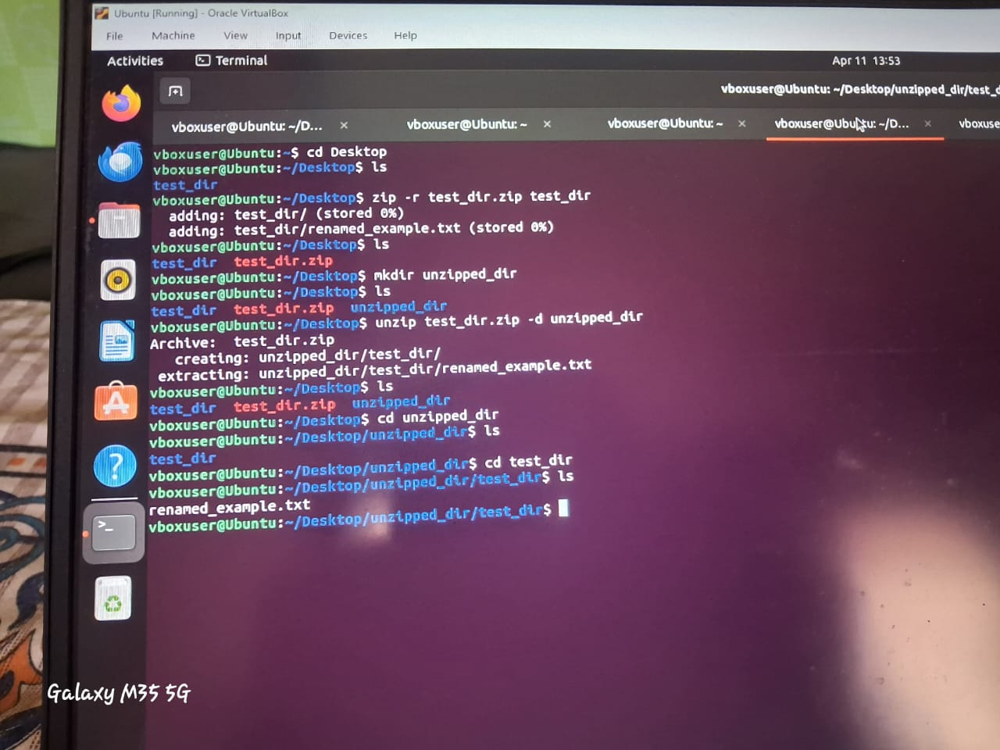 Ubuntu [Running] - Oracle VirtualBox
File Machine View Input Devices Help
Activities Terminal Apr 11 13:53
vboxuser@Ubuntu: ~/Desktop/unzipped_dir/test_d
vboxuser@Ubuntu: ~/D... × vboxuser@Ubuntu: ~ × vboxuser@Ubuntu: ~ × vboxuser@Ubuntu: ~/D... × vboxuse
vboxuser@Ubuntu:~$ cd Desktop
vboxuser@Ubuntu:~/Desktop$ ls
test_dir
vboxuser@Ubuntu:~/Desktop$ zip -r test_dir.zip test_dir
  adding: test_dir/ (stored 0%)
  adding: test_dir/renamed_example.txt (stored 0%)
vboxuser@Ubuntu:~/Desktop$ ls
test_dir  test_dir.zip
vboxuser@Ubuntu:~/Desktop$ mkdir unzipped_dir
vboxuser@Ubuntu:~/Desktop$ ls
test_dir  test_dir.zip  unzipped_dir
vboxuser@Ubuntu:~/Desktop$ unzip test_dir.zip -d unzipped_dir
Archive:  test_dir.zip
   creating: unzipped_dir/test_dir/
 extracting: unzipped_dir/test_dir/renamed_example.txt
vboxuser@Ubuntu:~/Desktop$ ls
test_dir  test_dir.zip  unzipped_dir
vboxuser@Ubuntu:~/Desktop$ cd unzipped_dir
vboxuser@Ubuntu:~/Desktop/unzipped_dir$ ls
test_dir
vboxuser@Ubuntu:~/Desktop/unzipped_dir$ cd test_dir
vboxuser@Ubuntu:~/Desktop/unzipped_dir/test_dir$ ls
renamed_example.txt
vboxuser@Ubuntu:~/Desktop/unzipped_dir/test_dir$
Galaxy M35 5G